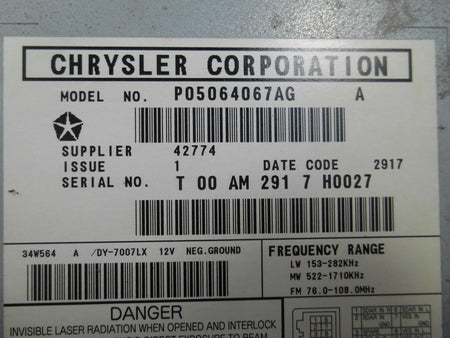 CHRYSLER CORPORATION
MODEL NO. P05064067AG A
SUPPLIER 42774
ISSUE 1 DATE CODE 2917
SERIAL NO. T 00 AM 291 7 H0027
34W564 A /DY-7007LX 12V NEG.GROUND
FREQUENCY RANGE
LW 153-282KHz
MW 522-1710KHz
FM 76.0-108.0MHz
DANGER
INVISIBLE LASER RADIATION WHEN OPENED AND INTERLOCK